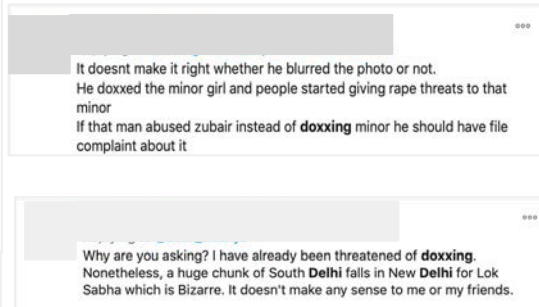 It doesnt make it right whether he blurred the photo or not.
He doxxed the minor girl and people started giving rape threats to that
minor
If that man abused zubair instead of doxxing minor he should have file
complaint about it
Why are you asking? I have already been threatened of doxxing.
Nonetheless, a huge chunk of South Delhi falls in New Delhi for Lok
Sabha which is Bizarre. It doesn't make any sense to me or my friends.